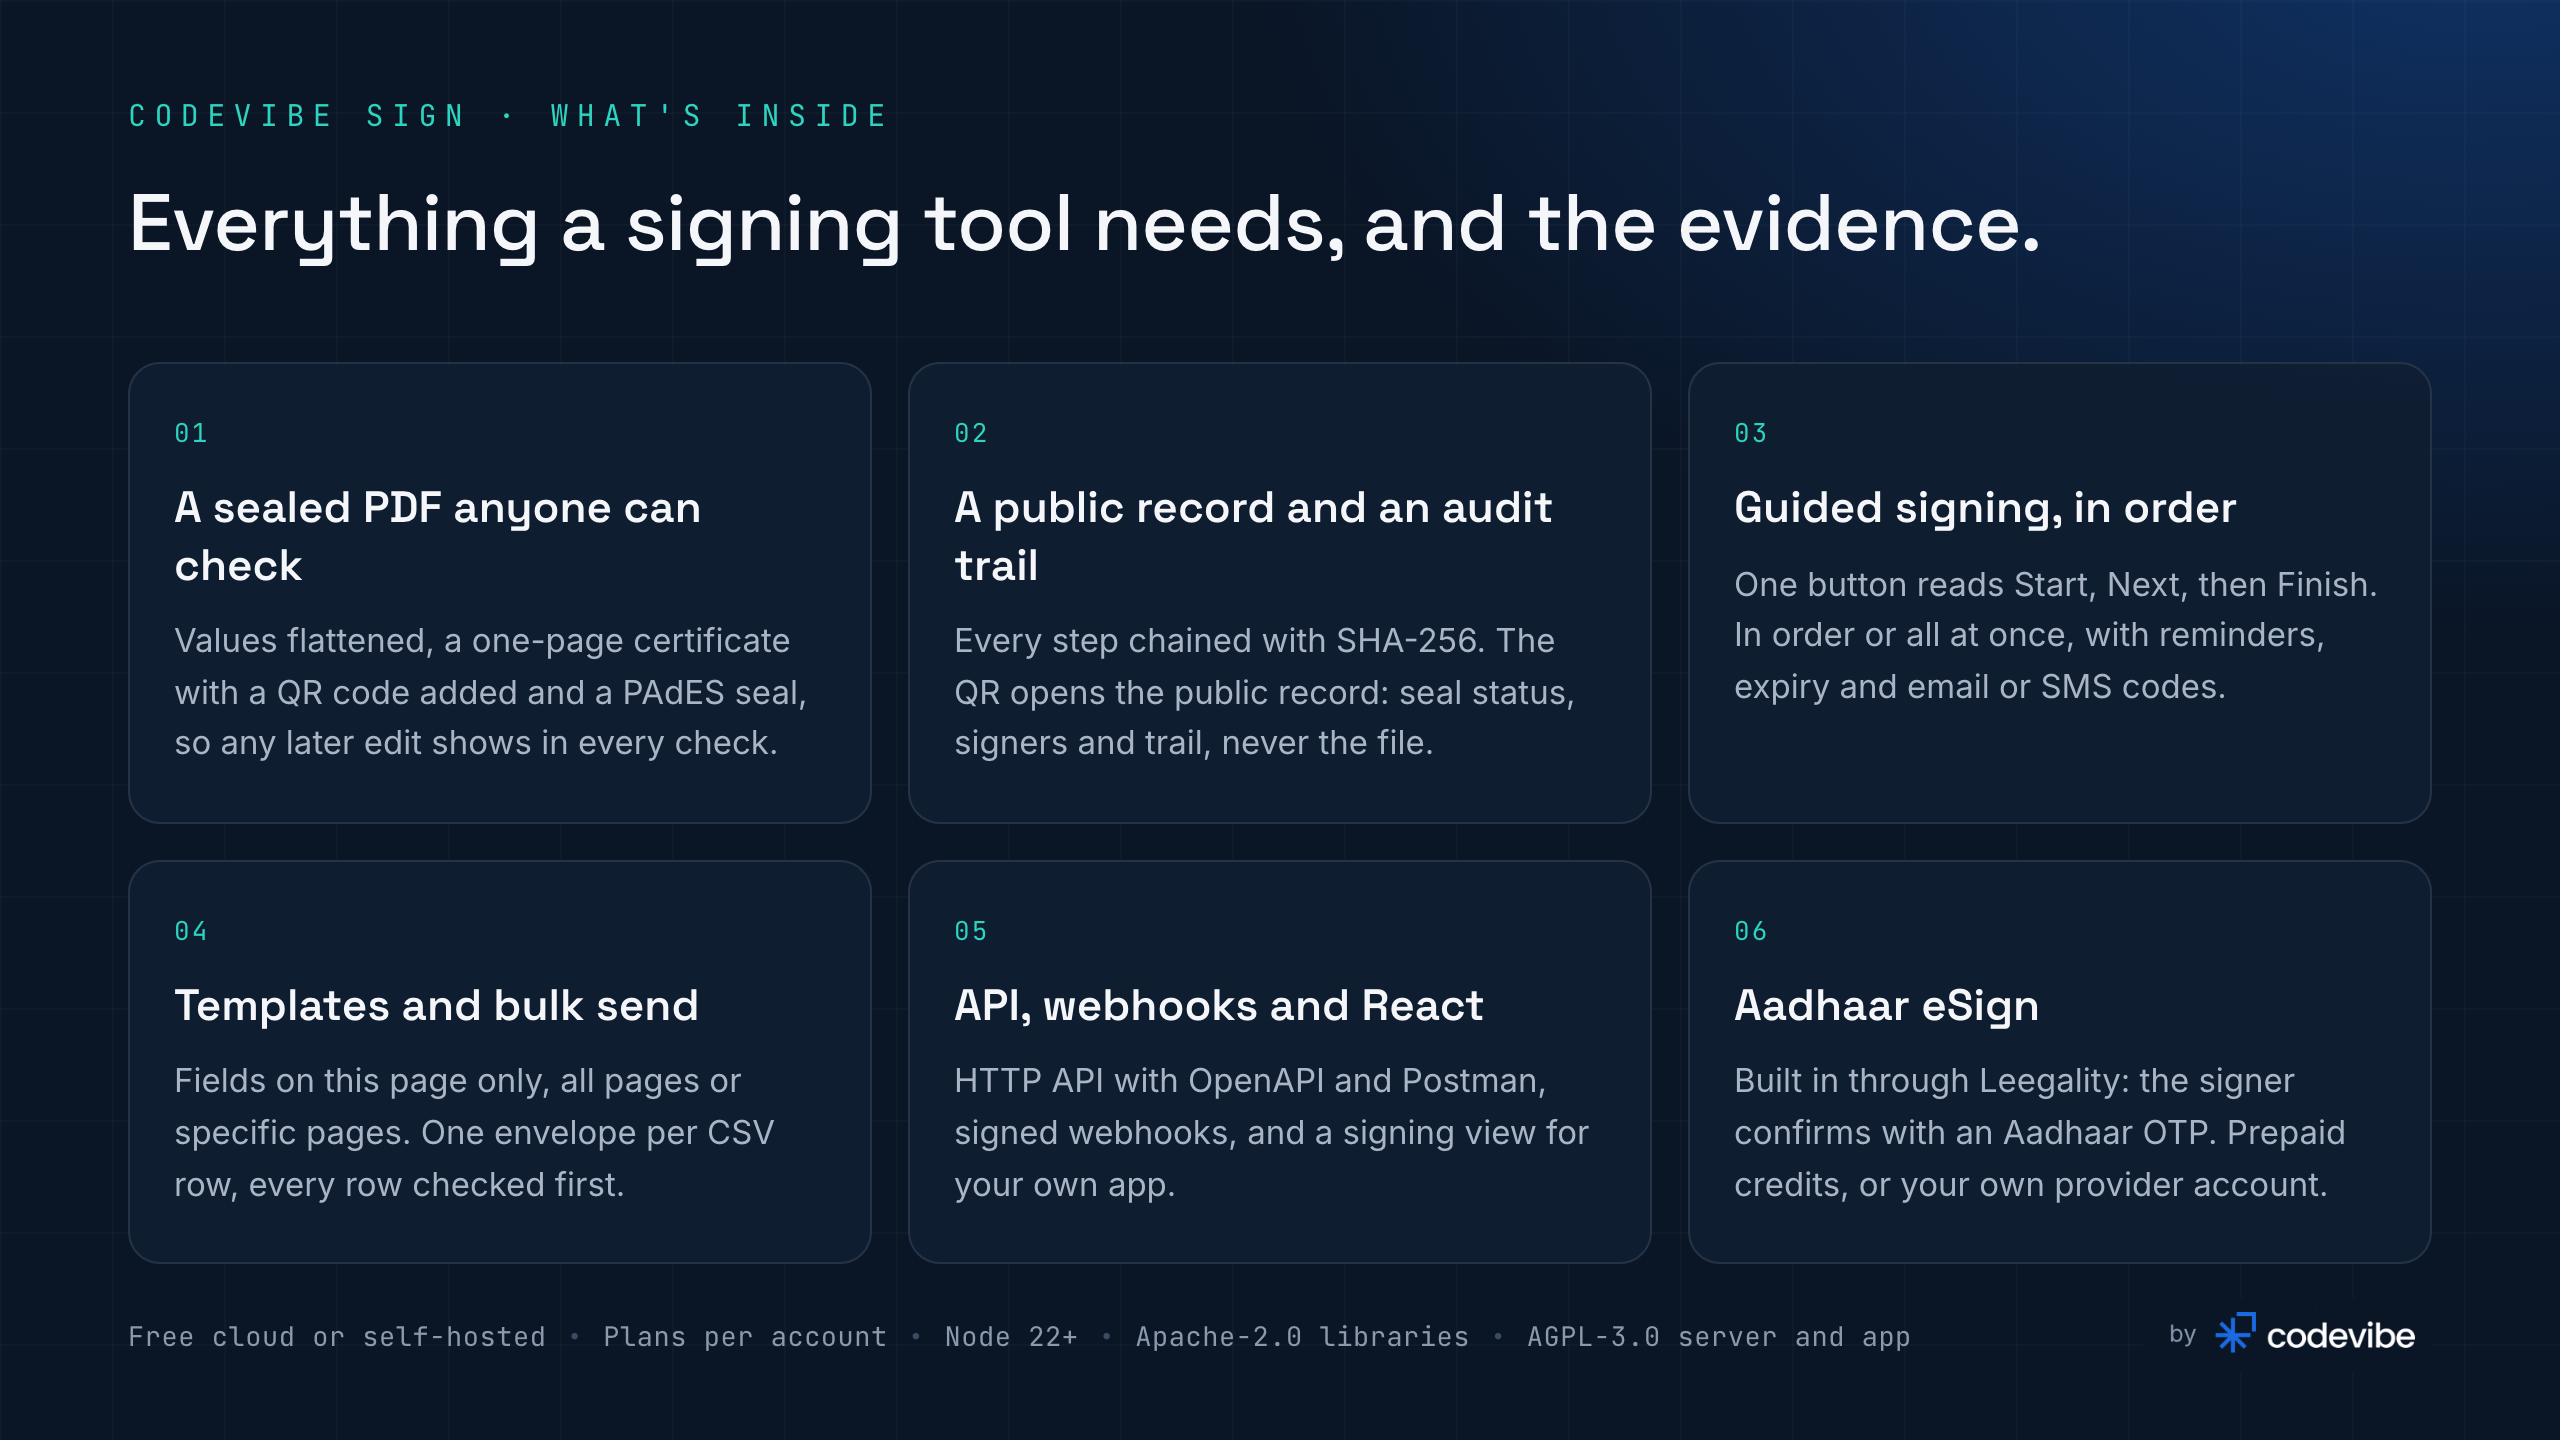 CODEVIBE SIGN · WHAT'S INSIDE
Everything a signing tool needs, and the evidence.
01
A sealed PDF anyone can
check
Values flattened, a one-page certificate
with a QR code added and a PAdES seal,
so any later edit shows in every check.
02
A public record and an audit
trail
Every step chained with SHA-256. The
QR opens the public record: seal status,
signers and trail, never the file.
03
Guided signing, in order
One button reads Start, Next, then Finish.
In order or all at once, with reminders,
expiry and email or SMS codes.
04
Templates and bulk send
Fields on this page only, all pages or
specific pages. One envelope per CSV
row, every row checked first.
05
API, webhooks and React
HTTP API with OpenAPI and Postman,
signed webhooks, and a signing view for
your own app.
06
Aadhaar eSign
Built in through Leegality: the signer
confirms with an Aadhaar OTP. Prepaid
credits, or your own provider account.
Free cloud or self-hosted • Plans per account • Node 22+ • Apache-2.0 libraries • AGPL-3.0 server and app
by codevibe